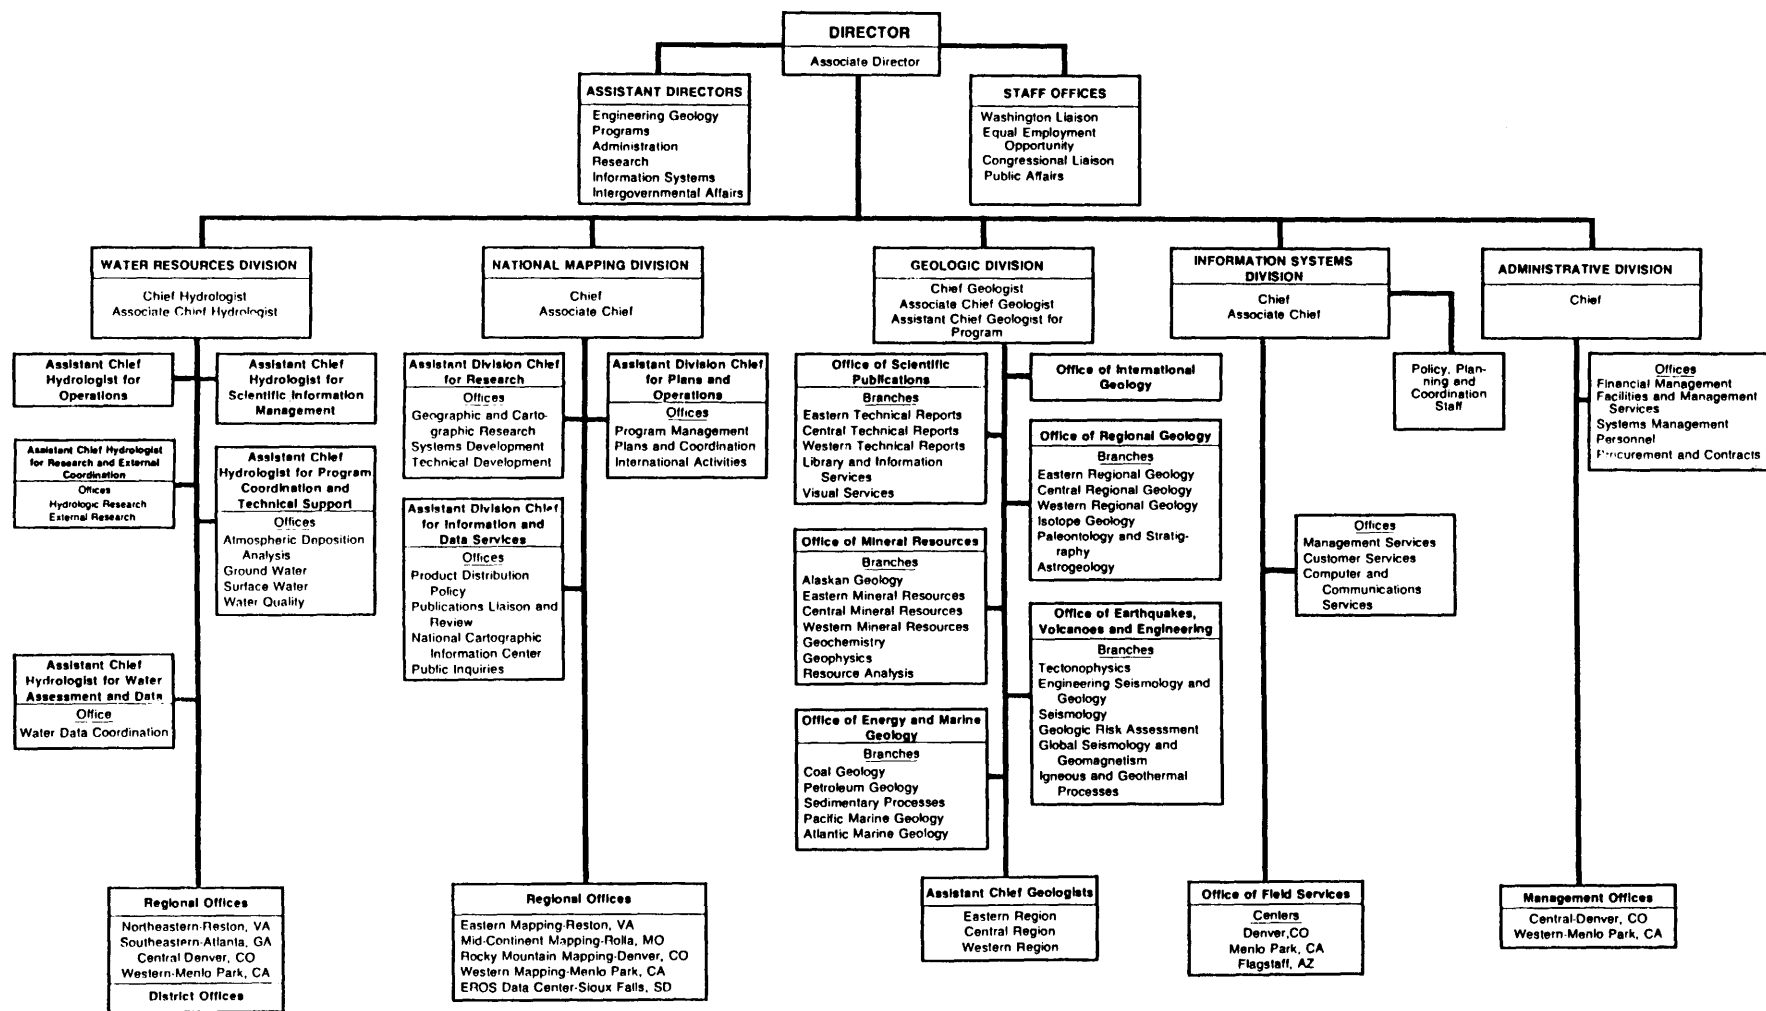 DIRECTOR
Associate Director
ASSISTANT DIRECTORS
Engineering Geology
Programs
Administration
Research
Information Systems
Intergovernmental Affairs
STAFF OFFICES
Washington Liaison
Equal Employment
Opportunity
Congressional Liaison
Public Affairs
WATER RESOURCES DIVISION
Chief Hydrologist
Associate Chief Hydrologist
NATIONAL MAPPING DIVISION
Chief
Associate Chief
GEOLOGIC DIVISION
Chief Geologist
Associate Chief Geologist
Assistant Chief Geologist for
Program
INFORMATION SYSTEMS
DIVISION
Chief
Associate Chief
ADMINISTRATIVE DIVISION
Chief
Assistant Chief
Hydrologist for
Operations
Assistant Chief
Hydrologist for
Scientific Information
Management
Assistant Chief Hydrologist
for Research and External
Coordination
Offices
Hydrologic Research
External Research
Assistant Chief
Hydrologist for Program
Coordination and
Technical Support
Offices
Atmospheric Deposition
Analysis
Ground Water
Surface Water
Water Quality
Assistant Chief
Hydrologist for Water
Assessment and Data
Office
Water Data Coordination
Regional Offices
Northeastern-Reston, VA
Southeastern-Atlanta, GA
Central Denver, CO
Western-Menlo Park, CA
District Offices
Assistant Division Chief
for Research
Offices
Geographic and Carto-
graphic Research
Systems Development
Technical Development
Assistant Division Chief
for Plans and
Operations
Offices
Program Management
Plans and Coordination
International Activities
Assistant Division Chief
for Information and
Data Services
Offices
Product Distribution
Policy
Publications Liaison and
Review
National Cartographic
Information Center
Public Inquiries
Regional Offices
Eastern Mapping-Reston, VA
Mid-Continent Mapping-Rolla, MO
Rocky Mountain Mapping-Denver, CO
Western Mapping-Menlo Park, CA
EROS Data Center-Sioux Falls, SD
Office of Scientific
Publications
Branches
Eastern Technical Reports
Central Technical Reports
Western Technical Reports
Library and Information
Services
Visual Services
Office of International
Geology
Office of Regional Geology
Branches
Eastern Regional Geology
Central Regional Geology
Western Regional Geology
Isotope Geology
Paleontology and Stratig-
raphy
Astrogeology
Office of Mineral Resources
Branches
Alaskan Geology
Eastern Mineral Resources
Central Mineral Resources
Western Mineral Resources
Geochemistry
Geophysics
Resource Analysis
Office of Earthquakes,
Volcanoes and Engineering
Branches
Tectonophysics
Engineering Seismology and
Geology
Seismology
Geologic Risk Assessment
Global Seismology and
Geomagnetism
Igneous and Geothermal
Processes
Office of Energy and Marine
Geology
Branches
Coal Geology
Petroleum Geology
Sedimentary Processes
Pacific Marine Geology
Atlantic Marine Geology
Assistant Chief Geologists
Eastern Region
Central Region
Western Region
Policy, Plan-
ning and
Coordination
Staff
Offices
Management Services
Customer Services
Computer and
Communications
Services
Office of Field Services
Centers
Denver,CO
Menlo Park, CA
Flagstaff, AZ
Offices
Financial Management
Facilities and Management
Services
Systems Management
Personnel
Procurement and Contracts
Management Offices
Central-Denver, CO
Western-Menlo Park, CA